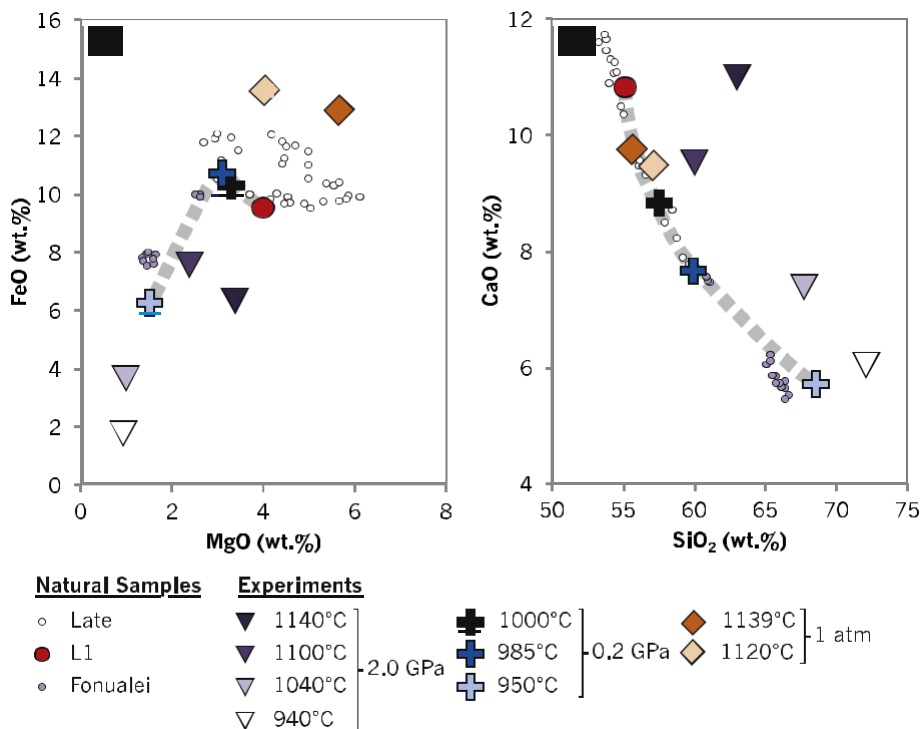 16
14
12
10
8
6
4
2
0
FeO (wt.%)
0 2 4 6 8
MgO (wt.%)
12
10
8
6
4
CaO (wt.%)
50 55 60 65 70 75
SiO₂ (wt.%)
Natural Samples
Late
L1
Fonualei
Experiments
1140°C
1100°C
1040°C
940°C
2.0 GPa
1000°C
985°C
950°C
0.2 GPa
1139°C
1120°C
1 atm